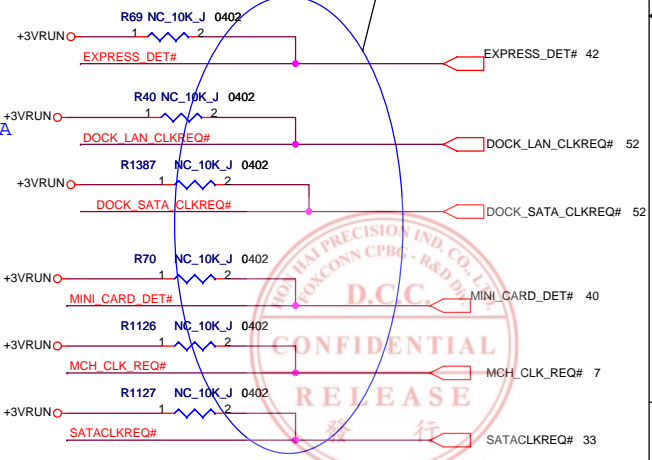 R69 NC_10K_J 0402
+3VRUN 1 2
EXPRESS_DET# EXPRESS_DET# 42
R40 NC_10K_J 0402
+3VRUN 1 2
A
DOCK_LAN_CLKREQ# DOCK_LAN_CLKREQ# 52
R1387 NC_10K_J 0402
+3VRUN 1 2
DOCK_SATA_CLKREQ# DOCK_SATA_CLKREQ# 52
HON HAI PRECISION IND. CO., LTD.
FOXCONN CPBG - R&D DIV.
R70 NC_10K_J 0402
+3VRUN 1 2
D.C.C.
MINI_CARD_DET# MINI_CARD_DET# 40
R1126 NC_10K_J 0402
+3VRUN 1 2
CONFIDENTIAL
MCH_CLK_REQ# MCH_CLK_REQ# 7
R1127 NC_10K_J 0402
RELEASE
+3VRUN 1 2
發 行
SATACLKREQ# SATACLKREQ# 33